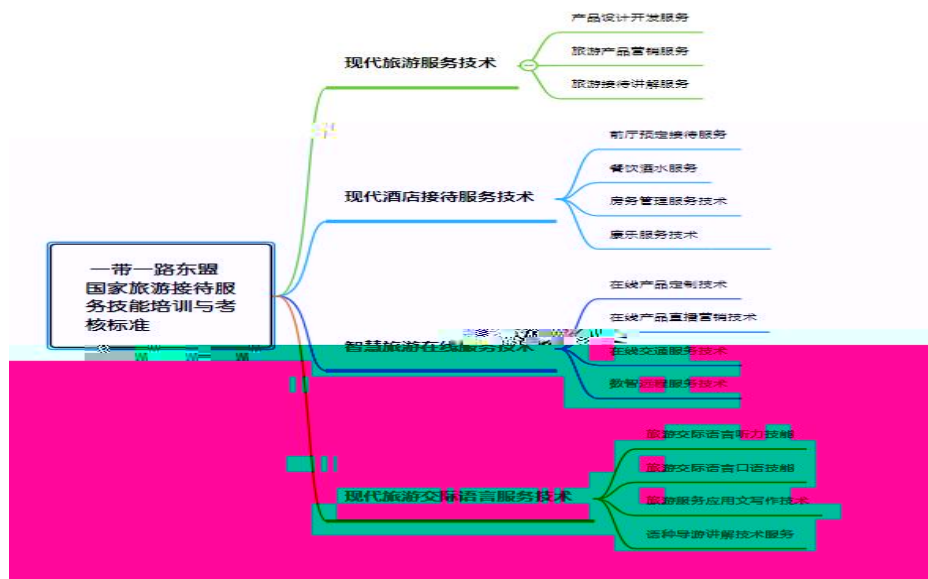 现代旅游服务技术
产品设计开发服务
旅游产品营销服务
旅游接待讲解服务
现代酒店接待服务技术
前厅预定接待服务
餐饮酒水服务
房务管理服务技术
康乐服务技术
一带一路东盟
国家旅游接待服
务技能培训与考
核标准
智慧旅游在线服务技术
在线产品定制技术
在线产品直播营销技术
在线交通服务技术
数智远程服务技术
现代旅游交际语言服务技术
旅游交际语言听力技能
旅游交际语言口语技能
旅游服务应用文写作技术
语种导游讲解技术服务